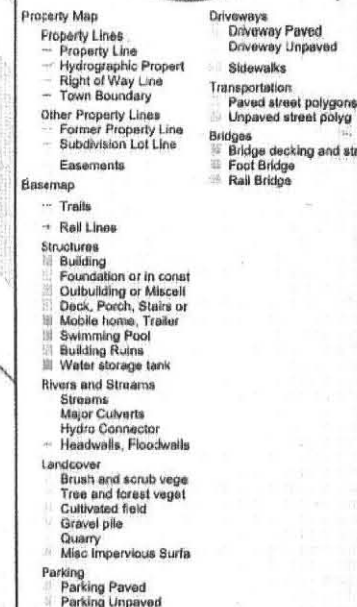 Property Map
Property Lines
Property Line
Hydrographic Propert
Right of Way Line
Town Boundary
Other Property Lines
Former Property Line
Subdivision Lot Line
Easements
Basemap
Trails
Rail Lines
Structures
Building
Foundation or in const
Outbuilding or Miscell
Deck, Porch, Stairs or
Mobile home, Trailer
Swimming Pool
Building Ruins
Water storage tank
Rivers and Streams
Streams
Major Culverts
Hydro Connector
Headwalls, Floodwalls
Landcover
Brush and scrub vege
Tree and forest veget
Cultivated field
Gravel pile
Quarry
Misc Impervious Surfa
Parking
Parking Paved
Parking Unpaved
Driveways
Driveway Paved
Driveway Unpaved
Sidewalks
Transportation
Paved street polygons
Unpaved street polyg
Bridges
Bridge decking and str
Foot Bridge
Rail Bridge